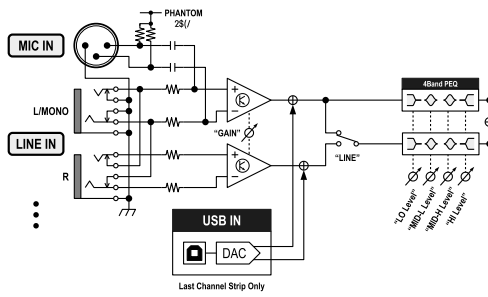 PHANTOM
2$(/
MIC IN
L/MONO
LINE IN
R
"GAIN"
"LINE"
4Band PEQ
"LO Level"
"MID-L Level"
"MID-H Level"
"HI Level"
USB IN
DAC
Last Channel Strip Only